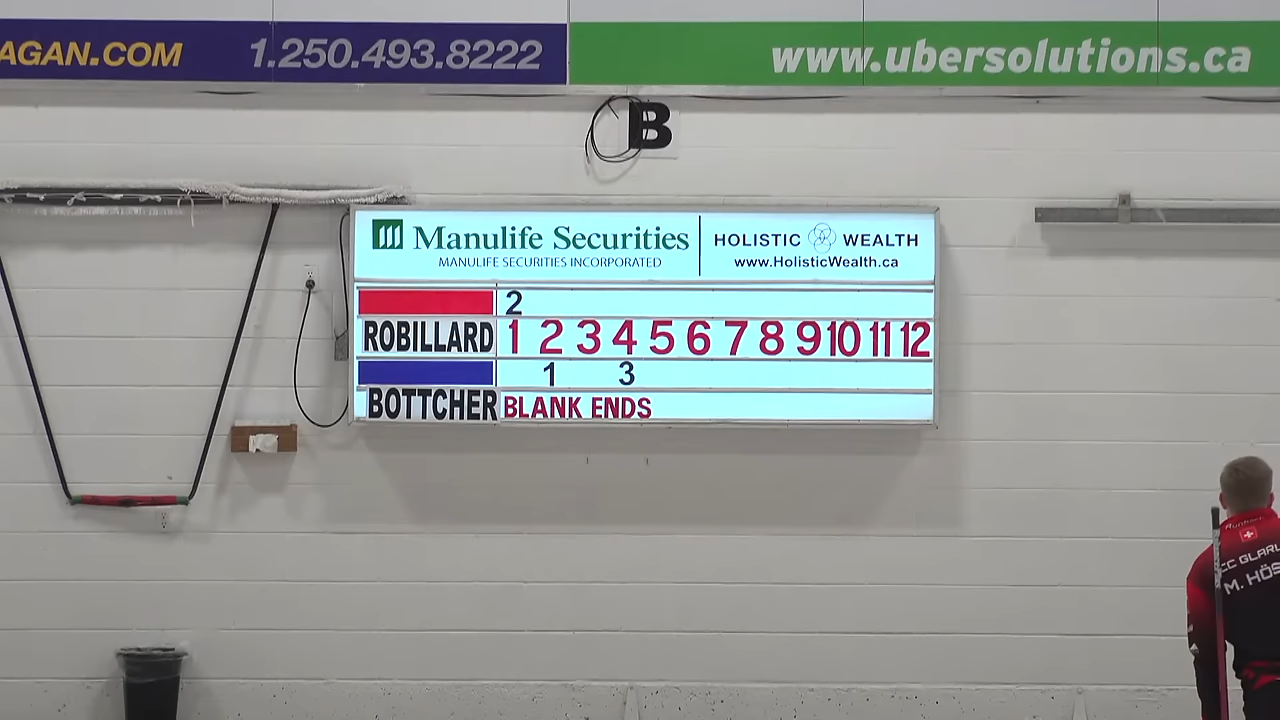 AGAN.COM 1.250.493.8222
www.ubersolutions.ca
B
Manulife Securities
MANULIFE SECURITIES INCORPORATED
HOLISTIC WEALTH
www.HolisticWealth.ca
2
ROBILLARD 1 2 3 4 5 6 7 8 9 10 11 12
1 3
BOTTCHER BLANK ENDS
CC GLARU
M. HÖS